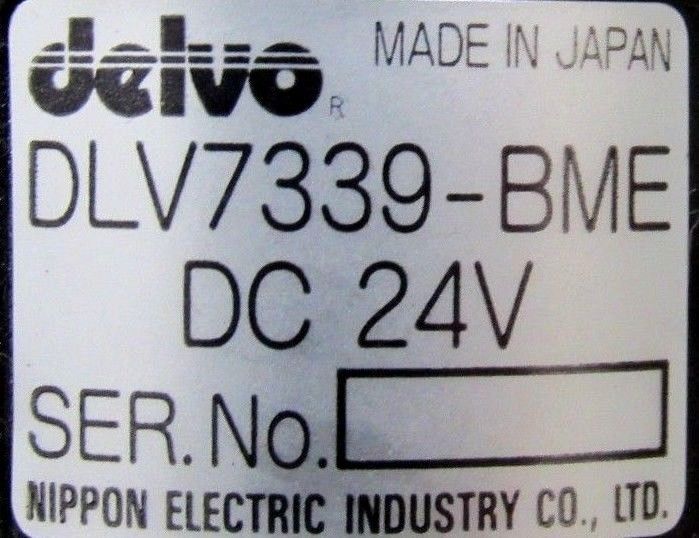 delvo ® MADE IN JAPAN
DLV7339-BME
DC 24V
SER. No.
NIPPON ELECTRIC INDUSTRY CO., LTD.